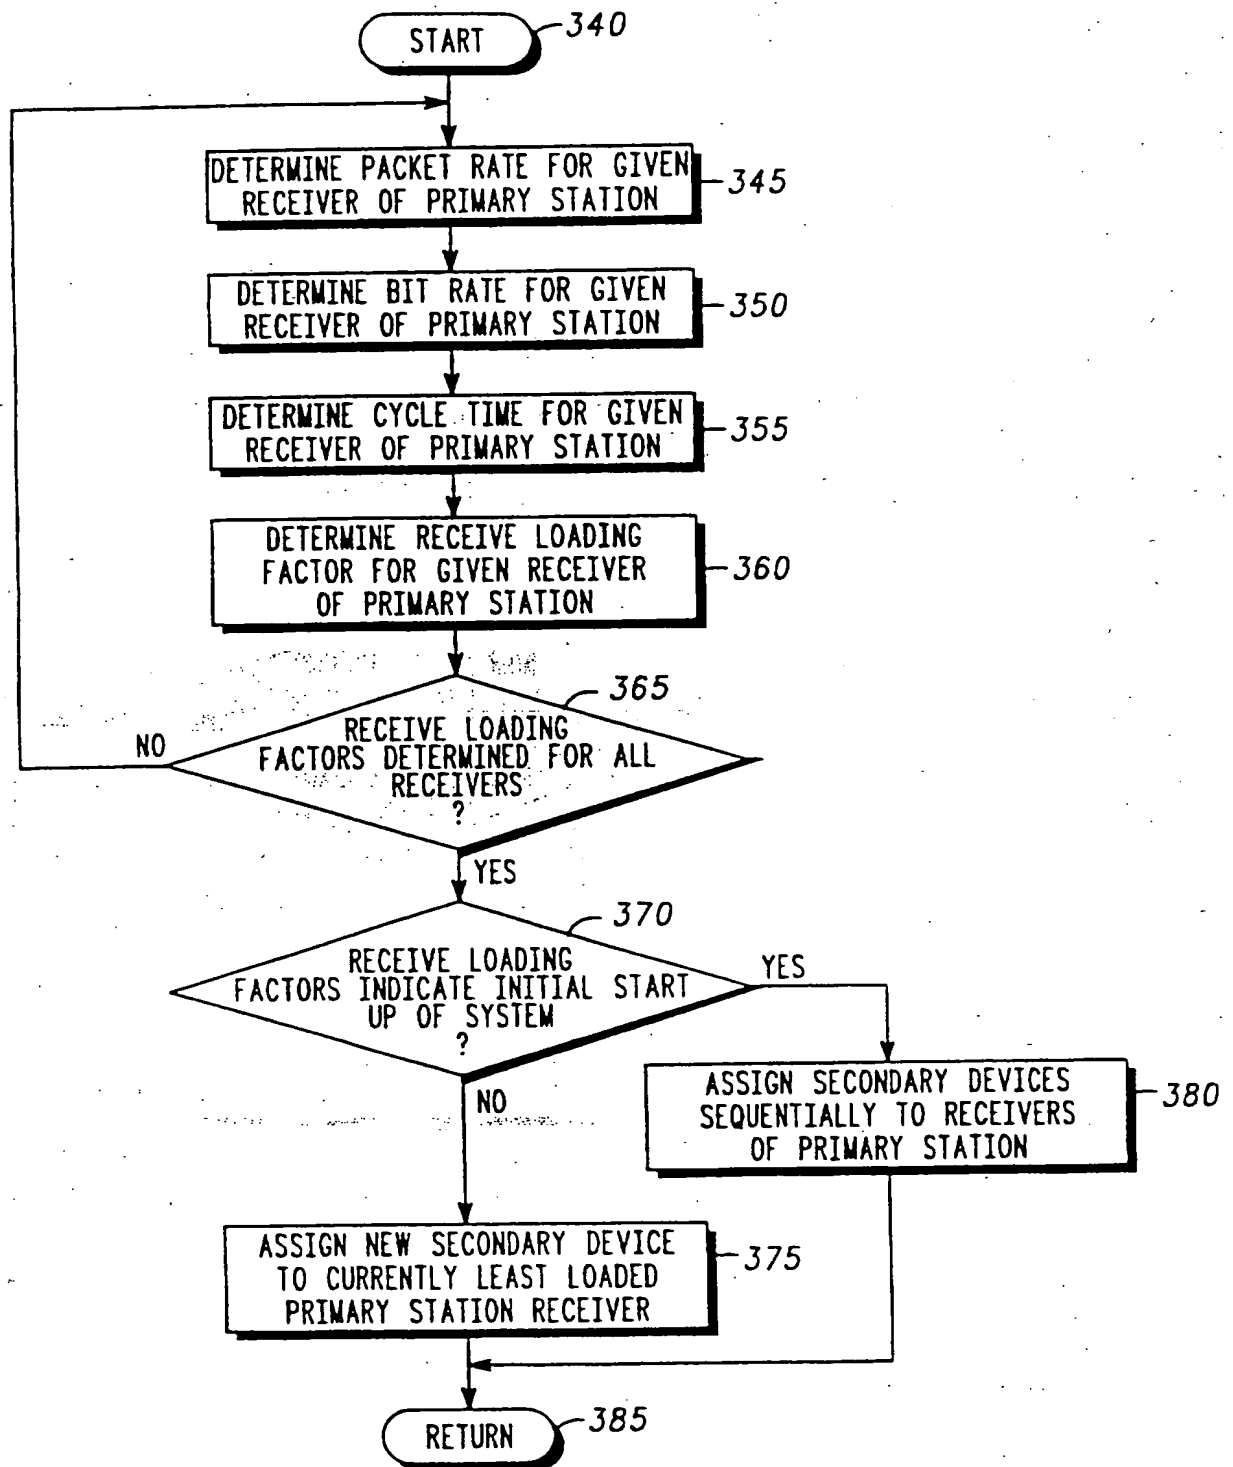 START
340
DETERMINE PACKET RATE FOR GIVEN
RECEIVER OF PRIMARY STATION
345
DETERMINE BIT RATE FOR GIVEN
RECEIVER OF PRIMARY STATION
350
DETERMINE CYCLE TIME FOR GIVEN
RECEIVER OF PRIMARY STATION
355
DETERMINE RECEIVE LOADING
FACTOR FOR GIVEN RECEIVER
OF PRIMARY STATION
360
365
RECEIVE LOADING
FACTORS DETERMINED FOR ALL
RECEIVERS
?
NO
YES
370
RECEIVE LOADING
FACTORS INDICATE INITIAL START
UP OF SYSTEM
?
YES
NO
ASSIGN SECONDARY DEVICES
SEQUENTIALLY TO RECEIVERS
OF PRIMARY STATION
380
ASSIGN NEW SECONDARY DEVICE
TO CURRENTLY LEAST LOADED
PRIMARY STATION RECEIVER
375
RETURN
385